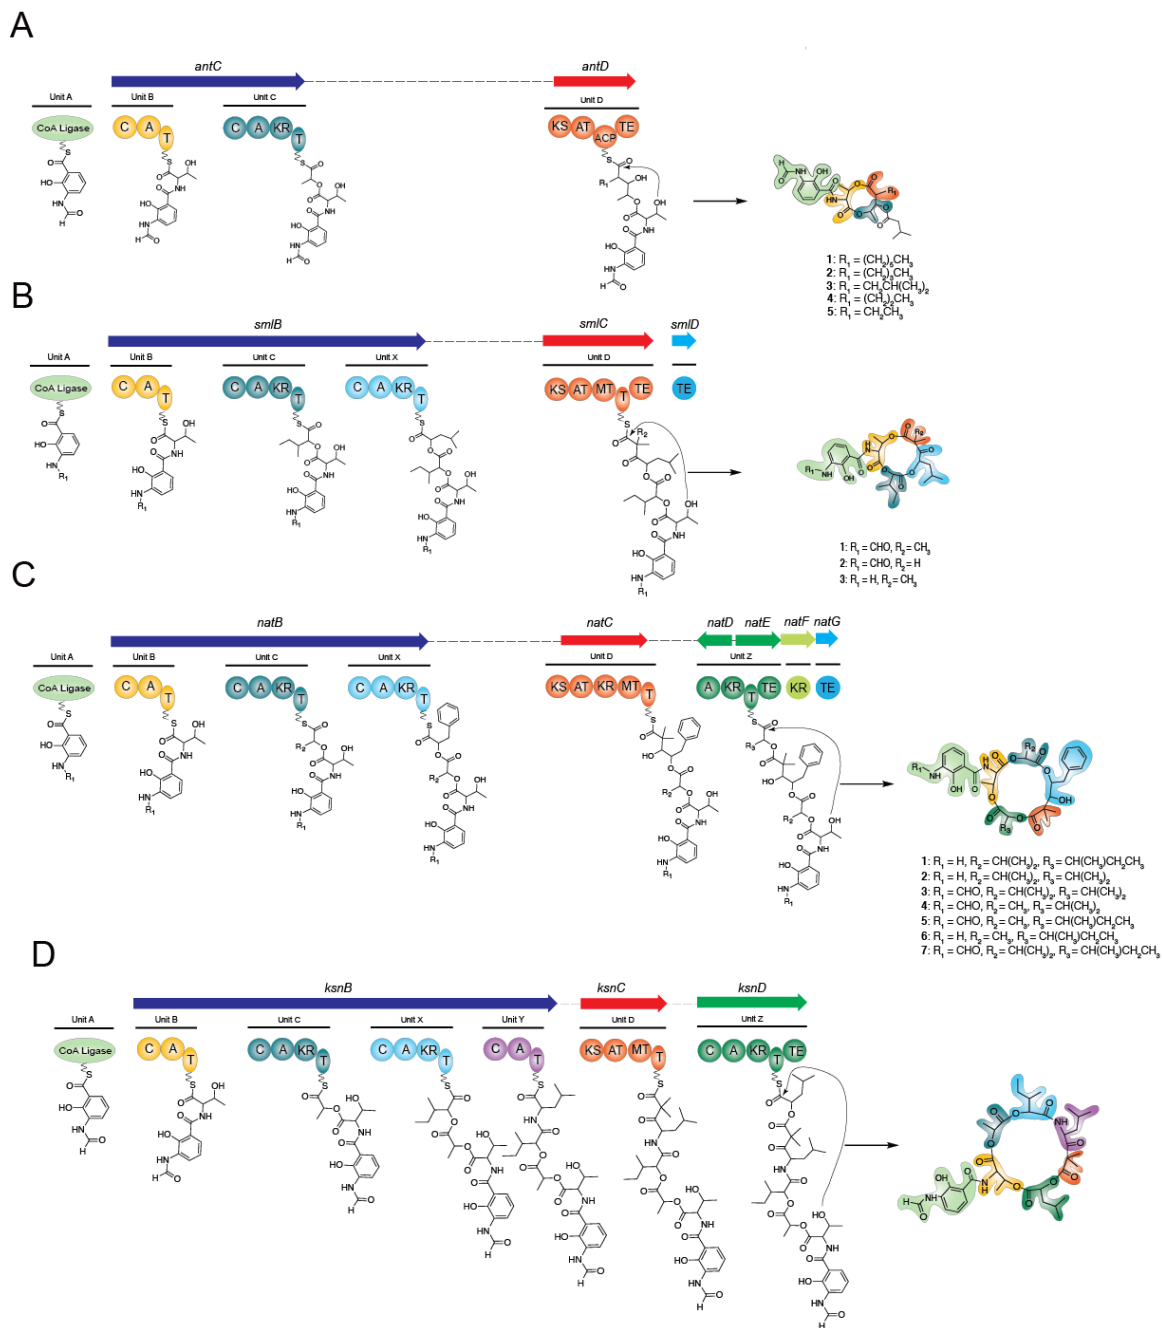 A
antC
antD
Unit A
Unit B
Unit C
Unit D
CoA Ligase
C A T
C A KR T
KS AT ACP TE
1: R₁ = (CH₂)₅CH₃
2: R₁ = (CH₂)₃CH₃
3: R₁ = CH₂CH(CH₃)₂
4: R₁ = (CH₂)₂CH₃
5: R₁ = CH₂CH₃
B
smlB
smlC
smlD
Unit A
Unit B
Unit C
Unit X
Unit D
CoA Ligase
C A T
C A KR T
C A KR T
KS AT MT T TE
TE
1: R₁ = CHO, R₂ = CH₃
2: R₁ = CHO, R₂ = H
3: R₁ = H, R₂ = CH₃
C
natB
natC
natD
natE
natF
natG
Unit A
Unit B
Unit C
Unit X
Unit D
Unit Z
CoA Ligase
C A T
C A KR T
C A KR T
KS AT KR MT T
A KR T TE
KR
TE
1: R₁ = H, R₂ = CH(CH₃)₂, R₃ = CH(CH₃)CH₂CH₃
2: R₁ = H, R₂ = CH(CH₃)₂, R₃ = CH(CH₃)₂
3: R₁ = CHO, R₂ = CH(CH₃)₂, R₃ = CH(CH₃)₂
4: R₁ = CHO, R₂ = CH₃, R₃ = CH(CH₃)₂
5: R₁ = CHO, R₂ = CH₃, R₃ = CH(CH₃)CH₂CH₃
6: R₁ = H, R₂ = CH₃, R₃ = CH(CH₃)CH₂CH₃
7: R₁ = CHO, R₂ = CH(CH₃)₂, R₃ = CH(CH₃)CH₂CH₃
D
ksnB
ksnC
ksnD
Unit A
Unit B
Unit C
Unit X
Unit Y
Unit D
Unit Z
CoA Ligase
C A T
C A KR T
C A KR T
C A T
KS AT MT T
C A KR T TE